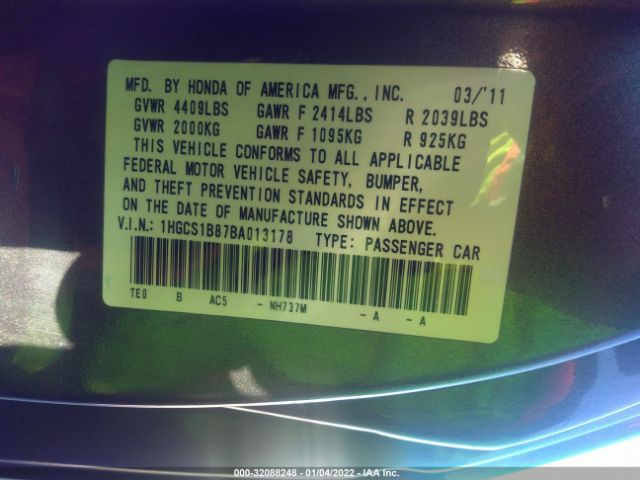 MFD. BY HONDA OF AMERICA MFG., INC. 03/'11
GVWR 4409LBS GAWR F 2414LBS R 2039LBS
GVWR 2000KG GAWR F 1095KG R 925KG
THIS VEHICLE CONFORMS TO ALL APPLICABLE
FEDERAL MOTOR VEHICLE SAFETY, BUMPER,
AND THEFT PREVENTION STANDARDS IN EFFECT
ON THE DATE OF MANUFACTURE SHOWN ABOVE.
V.I.N.: 1HGCS1B87BA013178 TYPE: PASSENGER CAR
TE0 B AC5 - NH737M - A - A
000-32088248 - 01/04/2022 - IAA Inc.